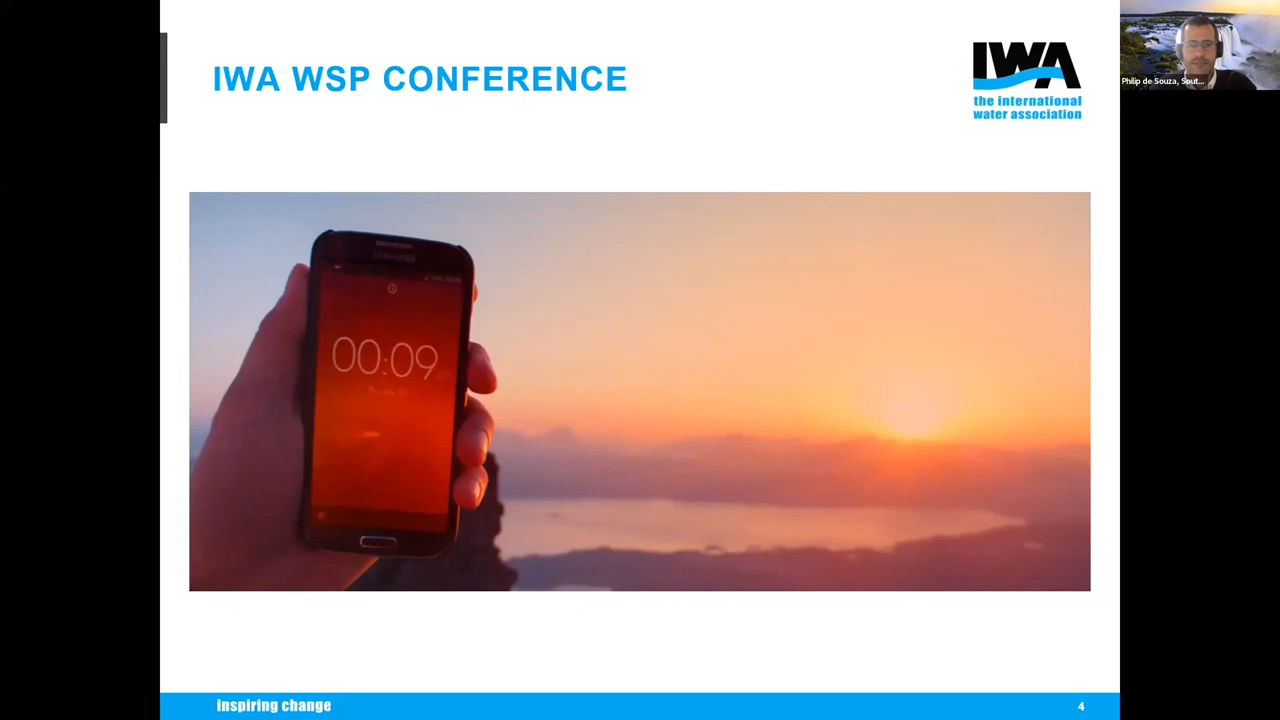 IWA WSP CONFERENCE
IWA
the international
water association
Philip de Souza, Sout...
00:09
inspiring change
4